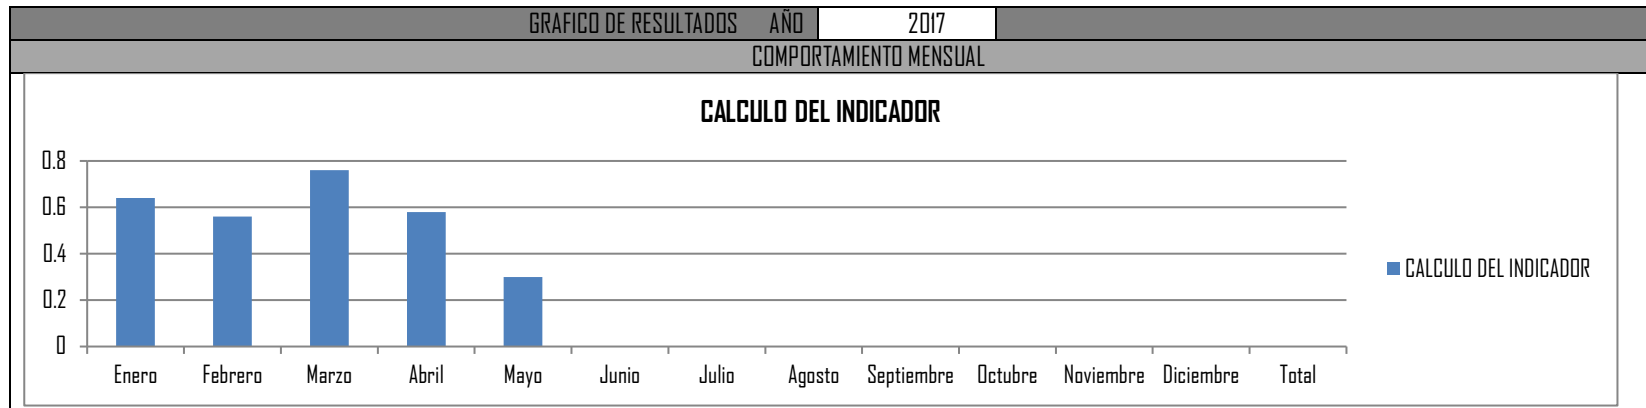 GRAFICO DE RESULTADOS AÑO 2017
COMPORTAMIENTO MENSUAL
CALCULO DEL INDICADOR
0.8
0.6
0.4
0.2
0
Enero Febrero Marzo Abril Mayo Junio Julio Agosto Septiembre Octubre Noviembre Diciembre Total
CALCULO DEL INDICADOR